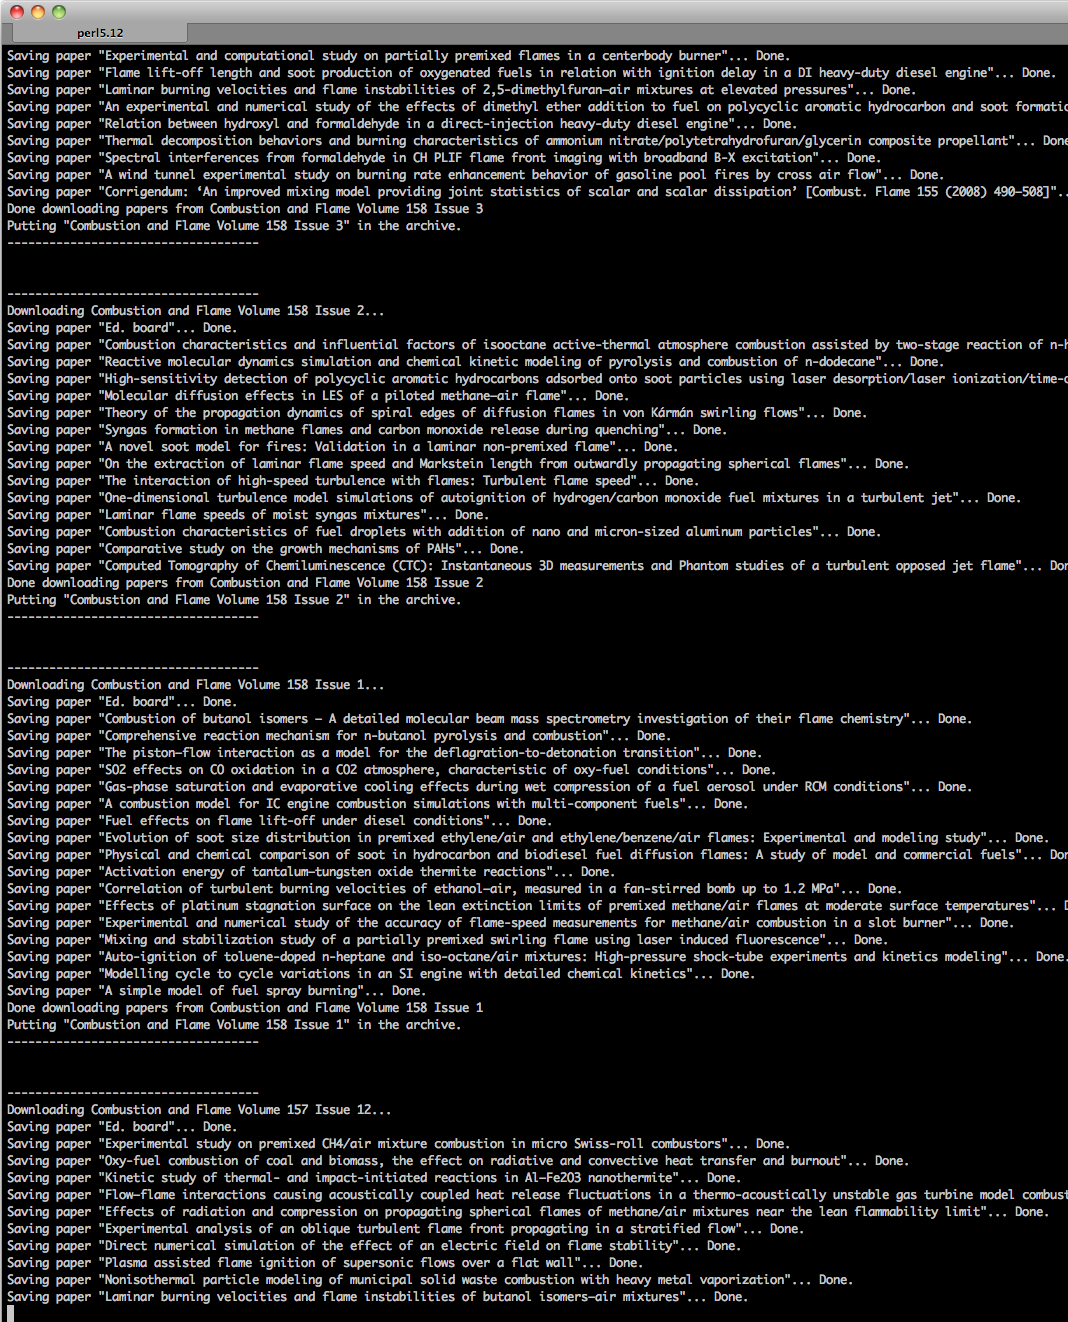 perl5.12
Saving paper "Experimental and computational study on partially premixed flames in a centerbody burner"... Done.
Saving paper "Flame lift-off length and soot production of oxygenated fuels in relation with ignition delay in a DI heavy-duty diesel engine"... Done.
Saving paper "Laminar burning velocities and flame instabilities of 2,5-dimethylfuran–air mixtures at elevated pressures"... Done.
Saving paper "An experimental and numerical study of the effects of dimethyl ether addition to fuel on polycyclic aromatic hydrocarbon and soot formatio
Saving paper "Relation between hydroxyl and formaldehyde in a direct-injection heavy-duty diesel engine"... Done.
Saving paper "Thermal decomposition behaviors and burning characteristics of ammonium nitrate/polytetrahydrofuran/glycerin composite propellant"... Done
Saving paper "Spectral interferences from formaldehyde in CH PLIF flame front imaging with broadband B-X excitation"... Done.
Saving paper "A wind tunnel experimental study on burning rate enhancement behavior of gasoline pool fires by cross air flow"... Done.
Saving paper "Corrigendum: ‘An improved mixing model providing joint statistics of scalar and scalar dissipation’ [Combust. Flame 155 (2008) 490–508]"..
Done downloading papers from Combustion and Flame Volume 158 Issue 3
Putting "Combustion and Flame Volume 158 Issue 3" in the archive.
------------------------------------
------------------------------------
Downloading Combustion and Flame Volume 158 Issue 2...
Saving paper "Ed. board"... Done.
Saving paper "Combustion characteristics and influential factors of isooctane active-thermal atmosphere combustion assisted by two-stage reaction of n-h
Saving paper "Reactive molecular dynamics simulation and chemical kinetic modeling of pyrolysis and combustion of n-dodecane"... Done.
Saving paper "High-sensitivity detection of polycyclic aromatic hydrocarbons adsorbed onto soot particles using laser desorption/laser ionization/time-o
Saving paper "Molecular diffusion effects in LES of a piloted methane–air flame"... Done.
Saving paper "Theory of the propagation dynamics of spiral edges of diffusion flames in von Kármán swirling flows"... Done.
Saving paper "Syngas formation in methane flames and carbon monoxide release during quenching"... Done.
Saving paper "A novel soot model for fires: Validation in a laminar non-premixed flame"... Done.
Saving paper "On the extraction of laminar flame speed and Markstein length from outwardly propagating spherical flames"... Done.
Saving paper "The interaction of high-speed turbulence with flames: Turbulent flame speed"... Done.
Saving paper "One-dimensional turbulence model simulations of autoignition of hydrogen/carbon monoxide fuel mixtures in a turbulent jet"... Done.
Saving paper "Laminar flame speeds of moist syngas mixtures"... Done.
Saving paper "Combustion characteristics of fuel droplets with addition of nano and micron-sized aluminum particles"... Done.
Saving paper "Comparative study on the growth mechanisms of PAHs"... Done.
Saving paper "Computed Tomography of Chemiluminescence (CTC): Instantaneous 3D measurements and Phantom studies of a turbulent opposed jet flame"... Don
Done downloading papers from Combustion and Flame Volume 158 Issue 2
Putting "Combustion and Flame Volume 158 Issue 2" in the archive.
------------------------------------
------------------------------------
Downloading Combustion and Flame Volume 158 Issue 1...
Saving paper "Ed. board"... Done.
Saving paper "Combustion of butanol isomers – A detailed molecular beam mass spectrometry investigation of their flame chemistry"... Done.
Saving paper "Comprehensive reaction mechanism for n-butanol pyrolysis and combustion"... Done.
Saving paper "The piston–flow interaction as a model for the deflagration-to-detonation transition"... Done.
Saving paper "SO2 effects on CO oxidation in a CO2 atmosphere, characteristic of oxy-fuel conditions"... Done.
Saving paper "Gas-phase saturation and evaporative cooling effects during wet compression of a fuel aerosol under RCM conditions"... Done.
Saving paper "A combustion model for IC engine combustion simulations with multi-component fuels"... Done.
Saving paper "Fuel effects on flame lift-off under diesel conditions"... Done.
Saving paper "Evolution of soot size distribution in premixed ethylene/air and ethylene/benzene/air flames: Experimental and modeling study"... Done.
Saving paper "Physical and chemical comparison of soot in hydrocarbon and biodiesel fuel diffusion flames: A study of model and commercial fuels"... Don
Saving paper "Activation energy of tantalum–tungsten oxide thermite reactions"... Done.
Saving paper "Correlation of turbulent burning velocities of ethanol–air, measured in a fan-stirred bomb up to 1.2 MPa"... Done.
Saving paper "Effects of platinum stagnation surface on the lean extinction limits of premixed methane/air flames at moderate surface temperatures"... D
Saving paper "Experimental and numerical study of the accuracy of flame-speed measurements for methane/air combustion in a slot burner"... Done.
Saving paper "Mixing and stabilization study of a partially premixed swirling flame using laser induced fluorescence"... Done.
Saving paper "Auto-ignition of toluene-doped n-heptane and iso-octane/air mixtures: High-pressure shock-tube experiments and kinetics modeling"... Done.
Saving paper "Modelling cycle to cycle variations in an SI engine with detailed chemical kinetics"... Done.
Saving paper "A simple model of fuel spray burning"... Done.
Done downloading papers from Combustion and Flame Volume 158 Issue 1
Putting "Combustion and Flame Volume 158 Issue 1" in the archive.
------------------------------------
------------------------------------
Downloading Combustion and Flame Volume 157 Issue 12...
Saving paper "Ed. board"... Done.
Saving paper "Experimental study on premixed CH4/air mixture combustion in micro Swiss-roll combustors"... Done.
Saving paper "Oxy-fuel combustion of coal and biomass, the effect on radiative and convective heat transfer and burnout"... Done.
Saving paper "Kinetic study of thermal- and impact-initiated reactions in Al–Fe2O3 nanothermite"... Done.
Saving paper "Flow–flame interactions causing acoustically coupled heat release fluctuations in a thermo-acoustically unstable gas turbine model combust
Saving paper "Effects of radiation and compression on propagating spherical flames of methane/air mixtures near the lean flammability limit"... Done.
Saving paper "Experimental analysis of an oblique turbulent flame front propagating in a stratified flow"... Done.
Saving paper "Direct numerical simulation of the effect of an electric field on flame stability"... Done.
Saving paper "Plasma assisted flame ignition of supersonic flows over a flat wall"... Done.
Saving paper "Nonisothermal particle modeling of municipal solid waste combustion with heavy metal vaporization"... Done.
Saving paper "Laminar burning velocities and flame instabilities of butanol isomers–air mixtures"... Done.